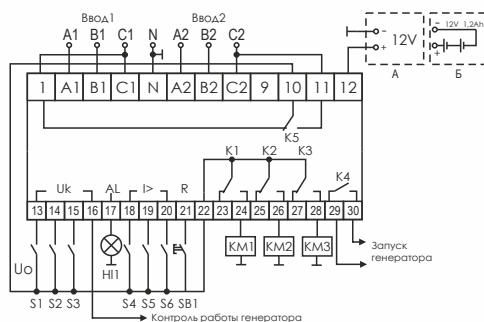 Ввод1 Ввод2
A1 B1 C1 N A2 B2 C2
- 12V +
- 12V 1,2Ah +
А Б
1 A1 B1 C1 N A2 B2 C2 9 10 11 12
K5
K1 K2 K3
K4
Uk AL I> R
13 14 15 16 17 18 19 20 21 22 23 24 25 26 27 28 29 30
Uo
HI1
KM1 KM2 KM3
Запуск
генератора
S1 S2 S3 S4 S5 S6 SB1
Контроль работы генератора